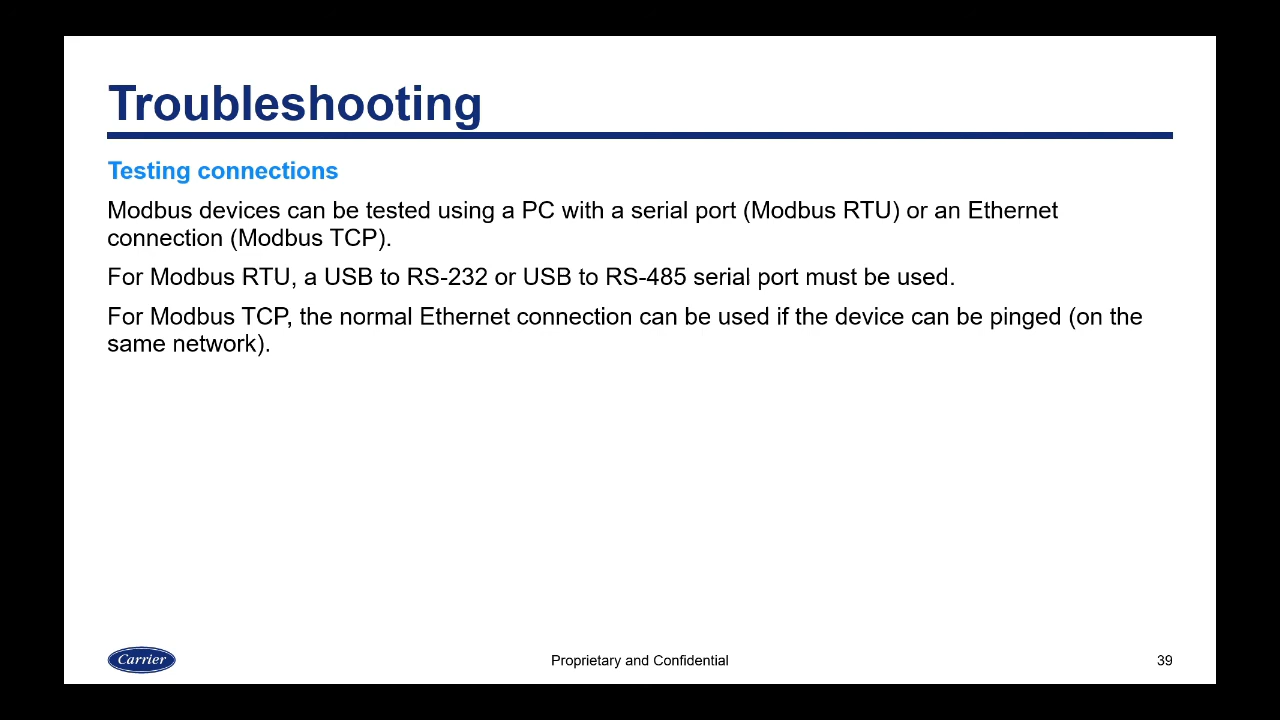 Troubleshooting
Testing connections
Modbus devices can be tested using a PC with a serial port (Modbus RTU) or an Ethernet
connection (Modbus TCP).
For Modbus RTU, a USB to RS-232 or USB to RS-485 serial port must be used.
For Modbus TCP, the normal Ethernet connection can be used if the device can be pinged (on the
same network).
Carrier
Proprietary and Confidential
39